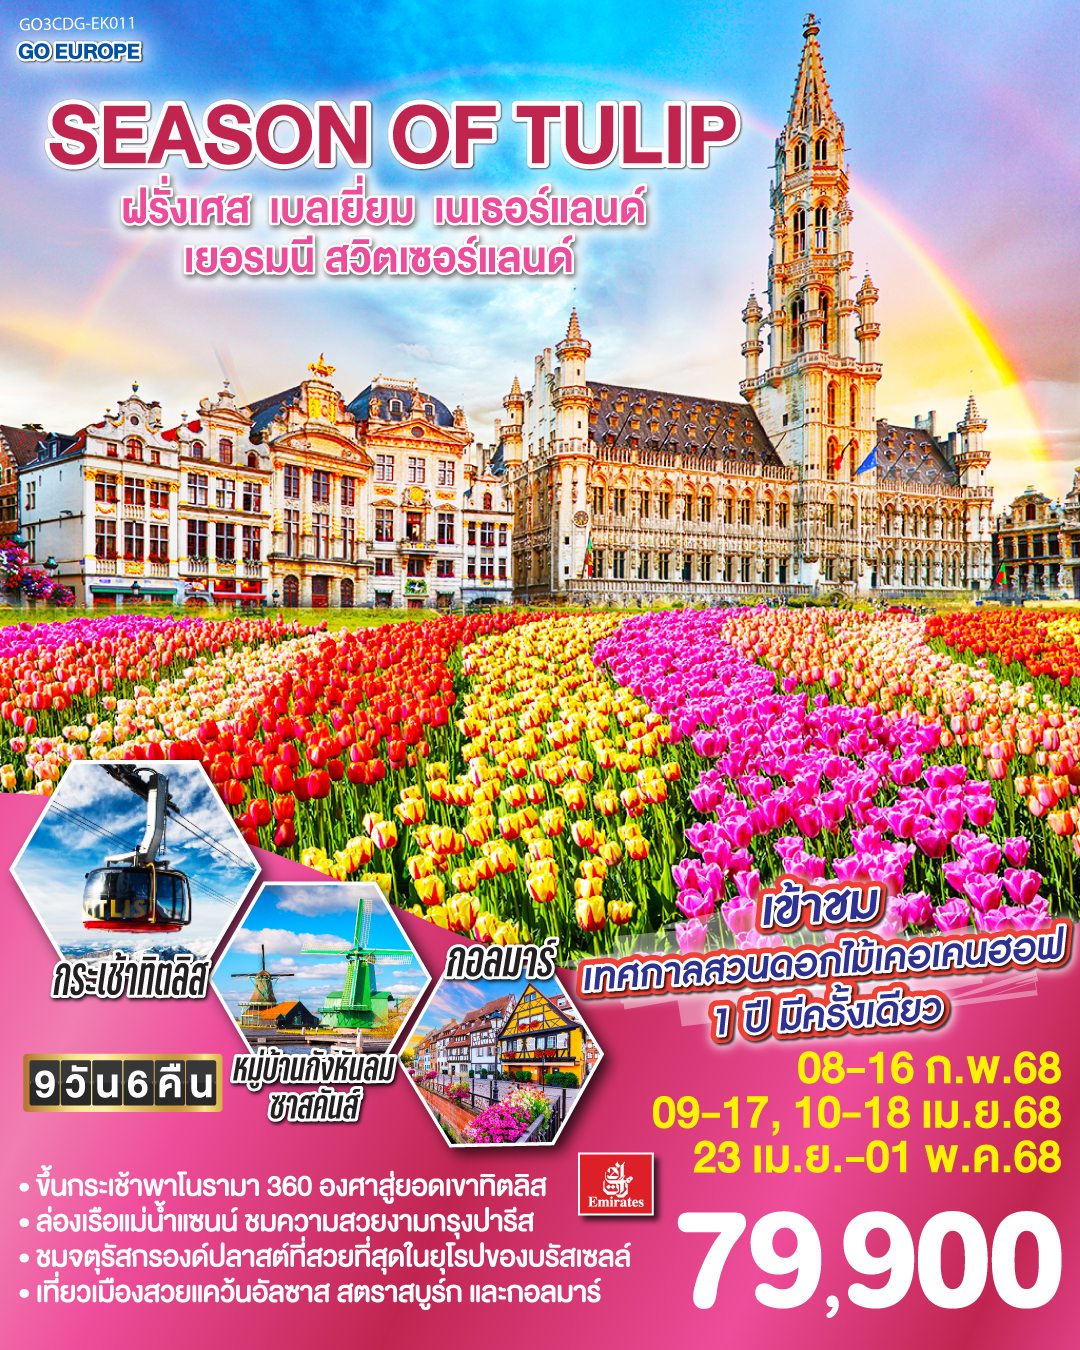 GO3CDG-EK011
GO EUROPE
SEASON OF TULIP
ฝรั่งเศส เบลเยี่ยม เนเธอร์แลนด์
เยอรมนี สวิตเซอร์แลนด์
TITLIS
กระเช้าทิตลิส
หมู่บ้านกังหันลม
ซาสคันส์
กอลมาร์
เข้าชม
เทศกาลสวนดอกไม้เคอเคนฮอฟ
1 ปี มีครั้งเดียว
9วัน6คืน
08-16 ก.พ.68
09-17, 10-18 เม.ย.68
23 เม.ย.-01 พ.ค.68
• ขึ้นกระเช้าพาโนรามา 360 องศาสู่ยอดเขาทิตลิส
• ล่องเรือแม่น้ำแซนน์ ชมความสวยงามกรุงปารีส
• ชมจตุรัสกรองด์ปลาสต์ที่สวยที่สุดในยุโรปของบรัสเซลล์
• เที่ยวเมืองสวยแคว้นอัลซาส สตราสบูร์ก และกอลมาร์
Emirates
79,900